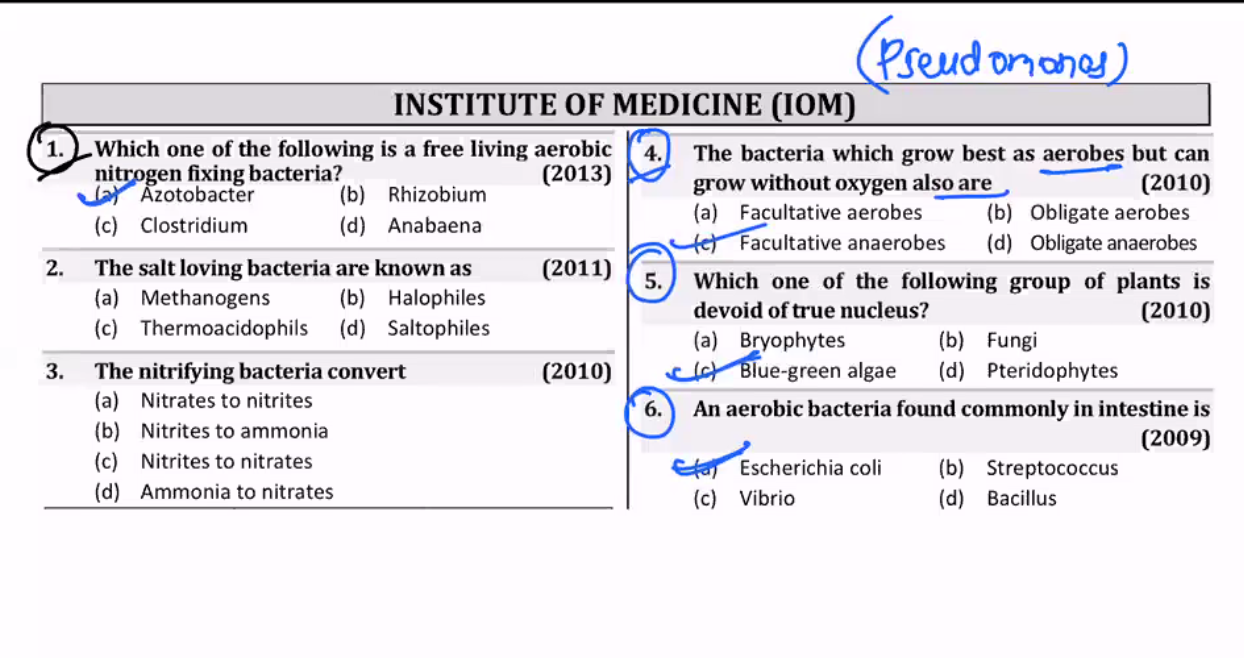 (Pseudomonas)
INSTITUTE OF MEDICINE (IOM)
1. Which one of the following is a free living aerobic
nitrogen fixing bacteria? (2013)
(a) Azotobacter (b) Rhizobium
(c) Clostridium (d) Anabaena
2. The salt loving bacteria are known as (2011)
(a) Methanogens (b) Halophiles
(c) Thermoacidophils (d) Saltophiles
3. The nitrifying bacteria convert (2010)
(a) Nitrates to nitrites
(b) Nitrites to ammonia
(c) Nitrites to nitrates
(d) Ammonia to nitrates
4. The bacteria which grow best as aerobes but can
grow without oxygen also are (2010)
(a) Facultative aerobes (b) Obligate aerobes
(c) Facultative anaerobes (d) Obligate anaerobes
5. Which one of the following group of plants is
devoid of true nucleus? (2010)
(a) Bryophytes (b) Fungi
(c) Blue-green algae (d) Pteridophytes
6. An aerobic bacteria found commonly in intestine is
(2009)
(a) Escherichia coli (b) Streptococcus
(c) Vibrio (d) Bacillus